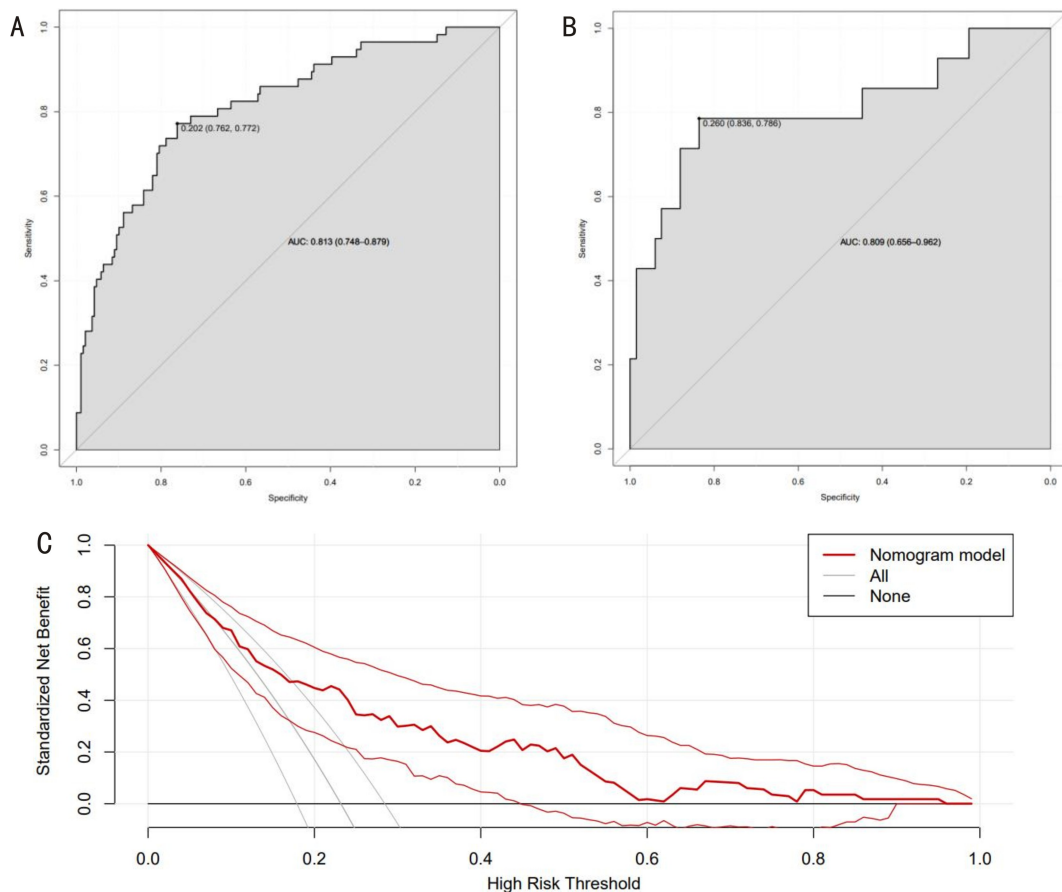 A
1.0
0.8
0.6
0.4
0.2
0.0
Sensitivity
0.202 (0.762, 0.772)
AUC: 0.813 (0.748–0.879)
1.0 0.8 0.6 0.4 0.2 0.0
Specificity
B
1.0
0.8
0.6
0.4
0.2
0.0
Sensitivity
0.260 (0.836, 0.786)
AUC: 0.809 (0.656–0.962)
1.0 0.8 0.6 0.4 0.2 0.0
Specificity
C
1.0
0.8
0.6
0.4
0.2
0.0
Standardized Net Benefit
Nomogram model
All
None
0.0 0.2 0.4 0.6 0.8 1.0
High Risk Threshold